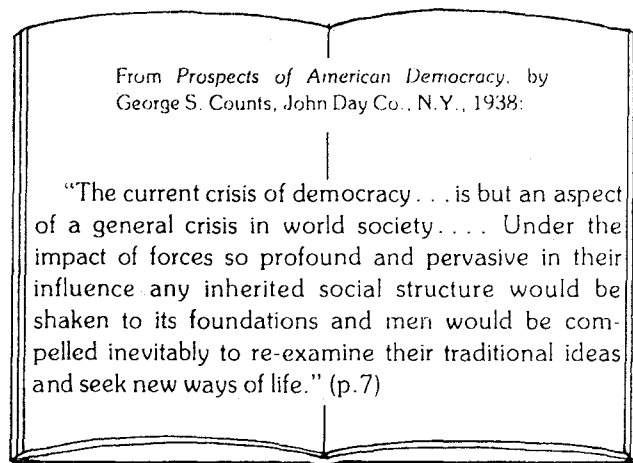 From Prospects of American Democracy, by
George S. Counts, John Day Co., N.Y., 1938:
"The current crisis of democracy . . . is but an aspect
of a general crisis in world society . . . . Under the
impact of forces so profound and pervasive in their
influence any inherited social structure would be
shaken to its foundations and men would be com-
pelled inevitably to re-examine their traditional ideas
and seek new ways of life." (p.7)